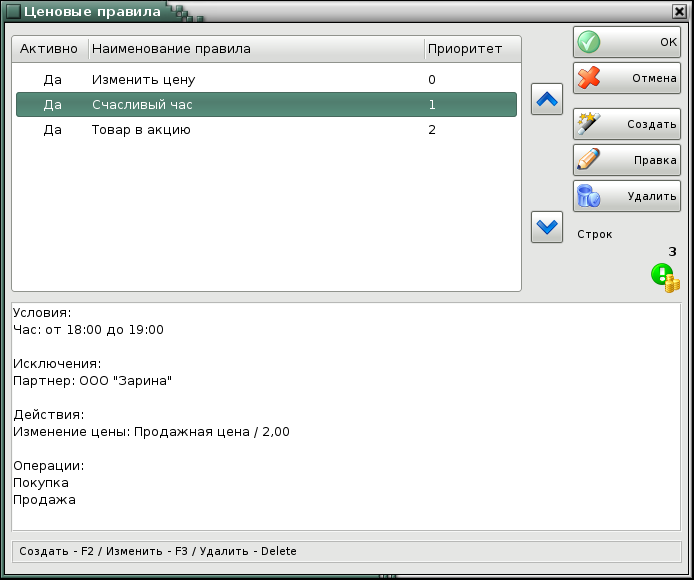 Ценовые правила
Активно Наименование правила Приоритет
Да Изменить цену 0
Да Счасливый час 1
Да Товар в акцию 2
OK
Отмена
Создать
Правка
Удалить
Строк
3
Условия:
Час: от 18:00 до 19:00
Исключения:
Партнер: ООО "Зарина"
Действия:
Изменение цены: Продажная цена / 2,00
Операции:
Покупка
Продажа
Создать - F2 / Изменить - F3 / Удалить - Delete